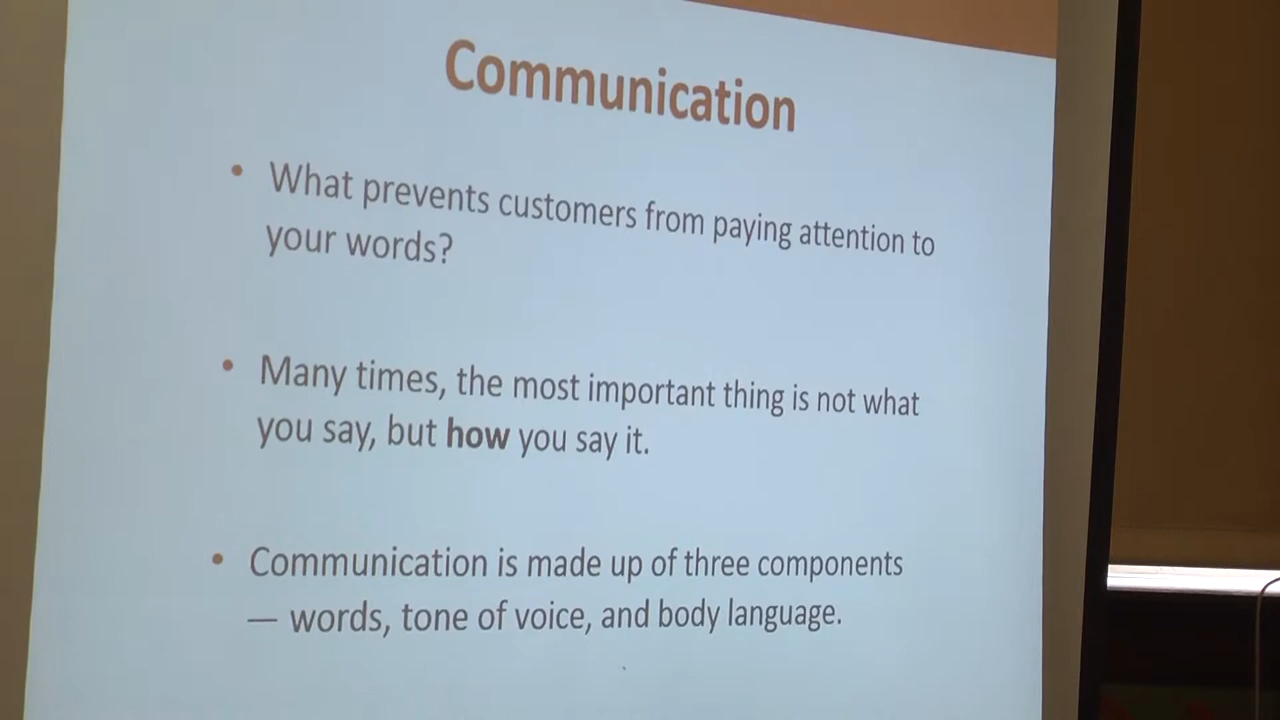 Communication
• What prevents customers from paying attention to
your words?
• Many times, the most important thing is not what
you say, but how you say it.
• Communication is made up of three components
— words, tone of voice, and body language.